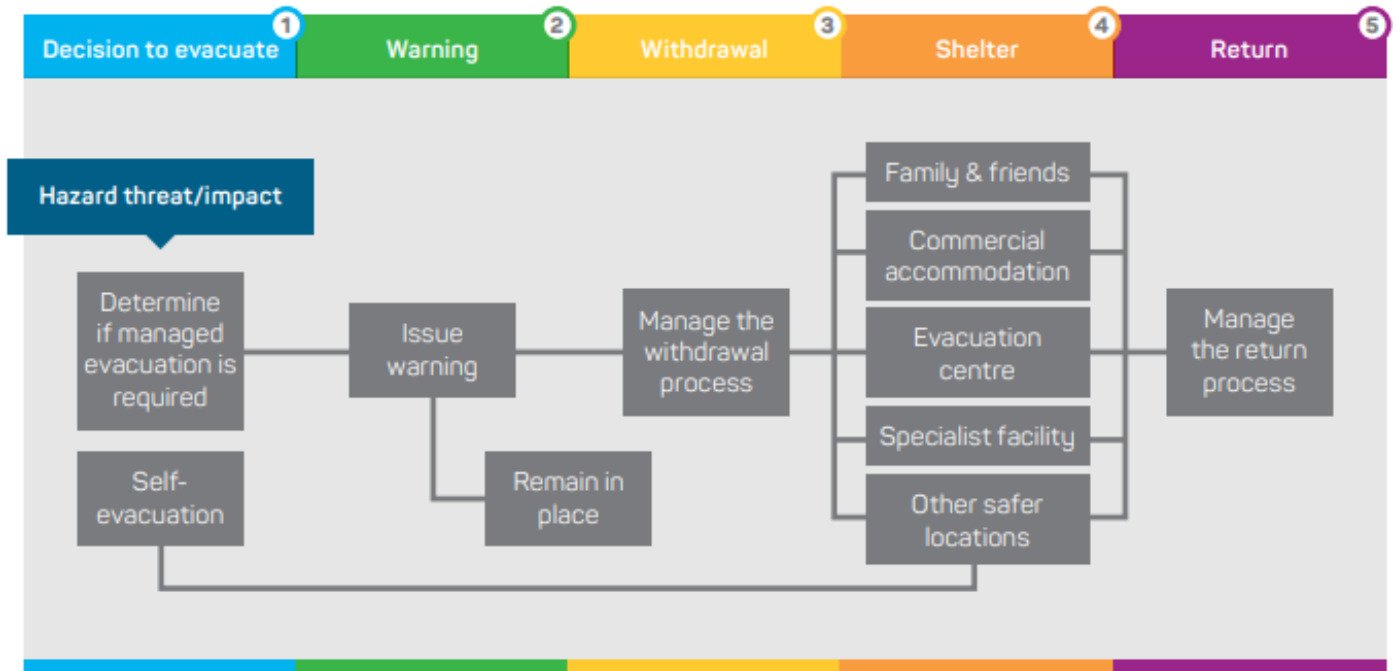 Decision to evacuate
1
Warning
2
Withdrawal
3
Shelter
4
Return
5
Hazard threat/impact
Determine
if managed
evacuation is
required
Self-
evacuation
Issue
warning
Remain in
place
Manage the
withdrawal
process
Family & friends
Commercial
accommodation
Evacuation
centre
Specialist facility
Other safer
locations
Manage
the return
process